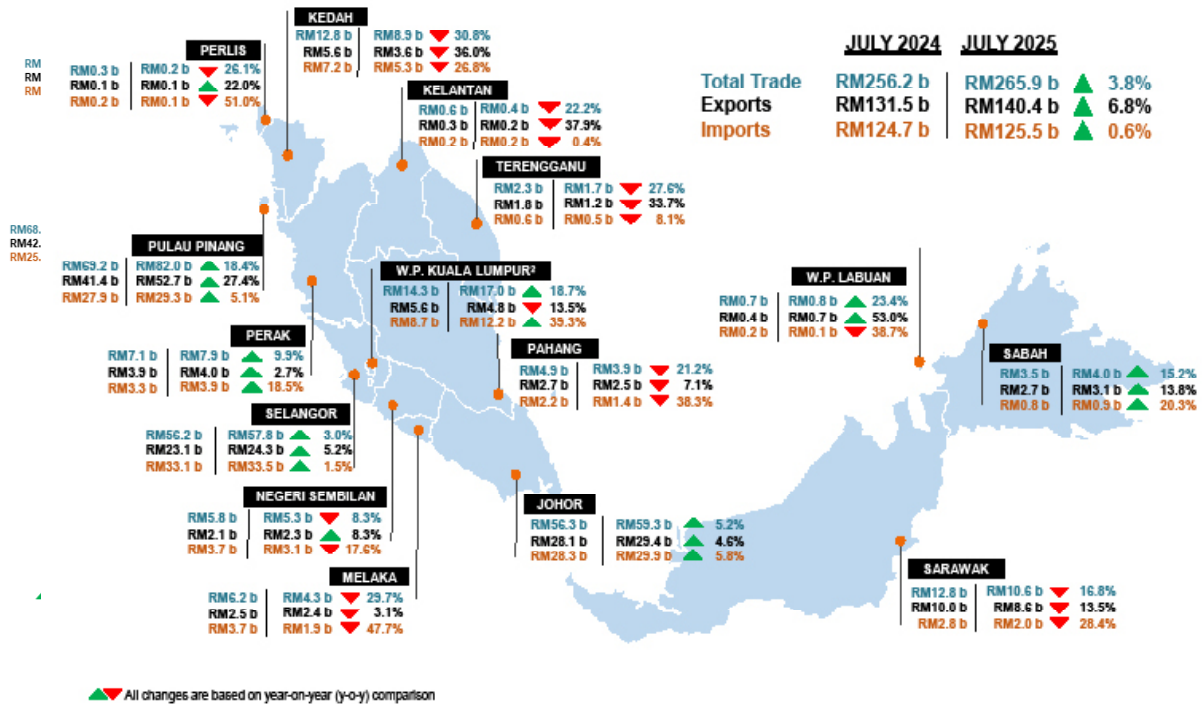 KEDAH
RM12.8 b RM8.9 b 30.8%
RM5.6 b RM3.6 b 36.0%
RM7.2 b RM5.3 b 26.8%
PERLIS
RM0.3 b RM0.2 b 26.1%
RM0.1 b RM0.1 b 22.0%
RM0.2 b RM0.1 b 51.0%
RM
RM
RM
JULY 2024 JULY 2025
Total Trade RM256.2 b RM265.9 b 3.8%
Exports RM131.5 b RM140.4 b 6.8%
Imports RM124.7 b RM125.5 b 0.6%
KELANTAN
RM0.6 b RM0.4 b 22.2%
RM0.3 b RM0.2 b 37.9%
RM0.2 b RM0.2 b 0.4%
TERENGGANU
RM2.3 b RM1.7 b 27.6%
RM1.8 b RM1.2 b 33.7%
RM0.6 b RM0.5 b 8.1%
RM68.
RM42.
RM25.
PULAU PINANG
RM69.2 b RM82.0 b 18.4%
RM41.4 b RM52.7 b 27.4%
RM27.9 b RM29.3 b 5.1%
W.P. KUALA LUMPUR²
RM14.3 b RM17.0 b 18.7%
RM5.6 b RM4.8 b 13.5%
RM8.7 b RM12.2 b 39.3%
W.P. LABUAN
RM0.7 b RM0.8 b 23.4%
RM0.4 b RM0.7 b 53.0%
RM0.2 b RM0.1 b 38.7%
PERAK
RM7.1 b RM7.9 b 9.9%
RM3.9 b RM4.0 b 2.7%
RM3.3 b RM3.9 b 18.5%
PAHANG
RM4.9 b RM3.9 b 21.2%
RM2.7 b RM2.5 b 7.1%
RM2.2 b RM1.4 b 38.3%
SABAH
RM3.5 b RM4.0 b 15.2%
RM2.7 b RM3.1 b 13.8%
RM0.8 b RM0.9 b 20.3%
SELANGOR
RM56.2 b RM57.8 b 3.0%
RM23.1 b RM24.3 b 5.2%
RM33.1 b RM33.5 b 1.5%
NEGERI SEMBILAN
RM5.8 b RM5.3 b 8.3%
RM2.1 b RM2.3 b 8.3%
RM3.7 b RM3.1 b 17.6%
JOHOR
RM56.3 b RM59.3 b 5.2%
RM28.1 b RM29.4 b 4.6%
RM28.3 b RM29.9 b 5.8%
MELAKA
RM6.2 b RM4.3 b 29.7%
RM2.5 b RM2.4 b 3.1%
RM3.7 b RM1.9 b 47.7%
SARAWAK
RM12.8 b RM10.6 b 16.8%
RM10.0 b RM8.6 b 13.5%
RM2.8 b RM2.0 b 28.4%
All changes are based on year-on-year (y-o-y) comparison